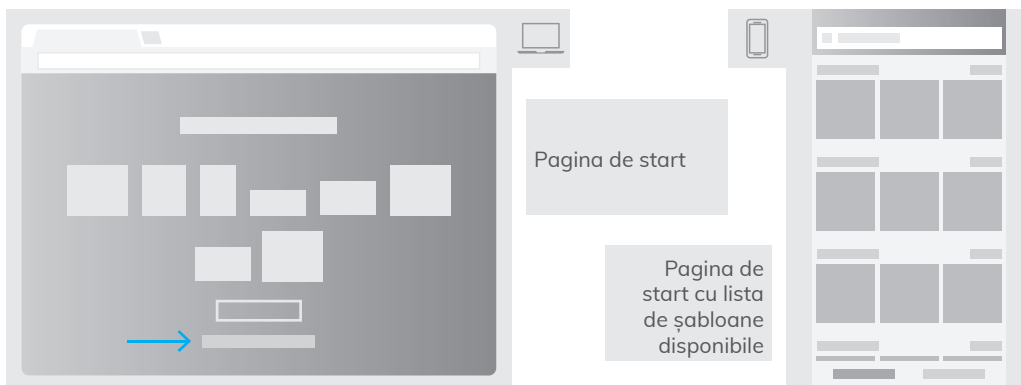 Pagina de start
Pagina de
start cu lista
de șabloane
disponibile